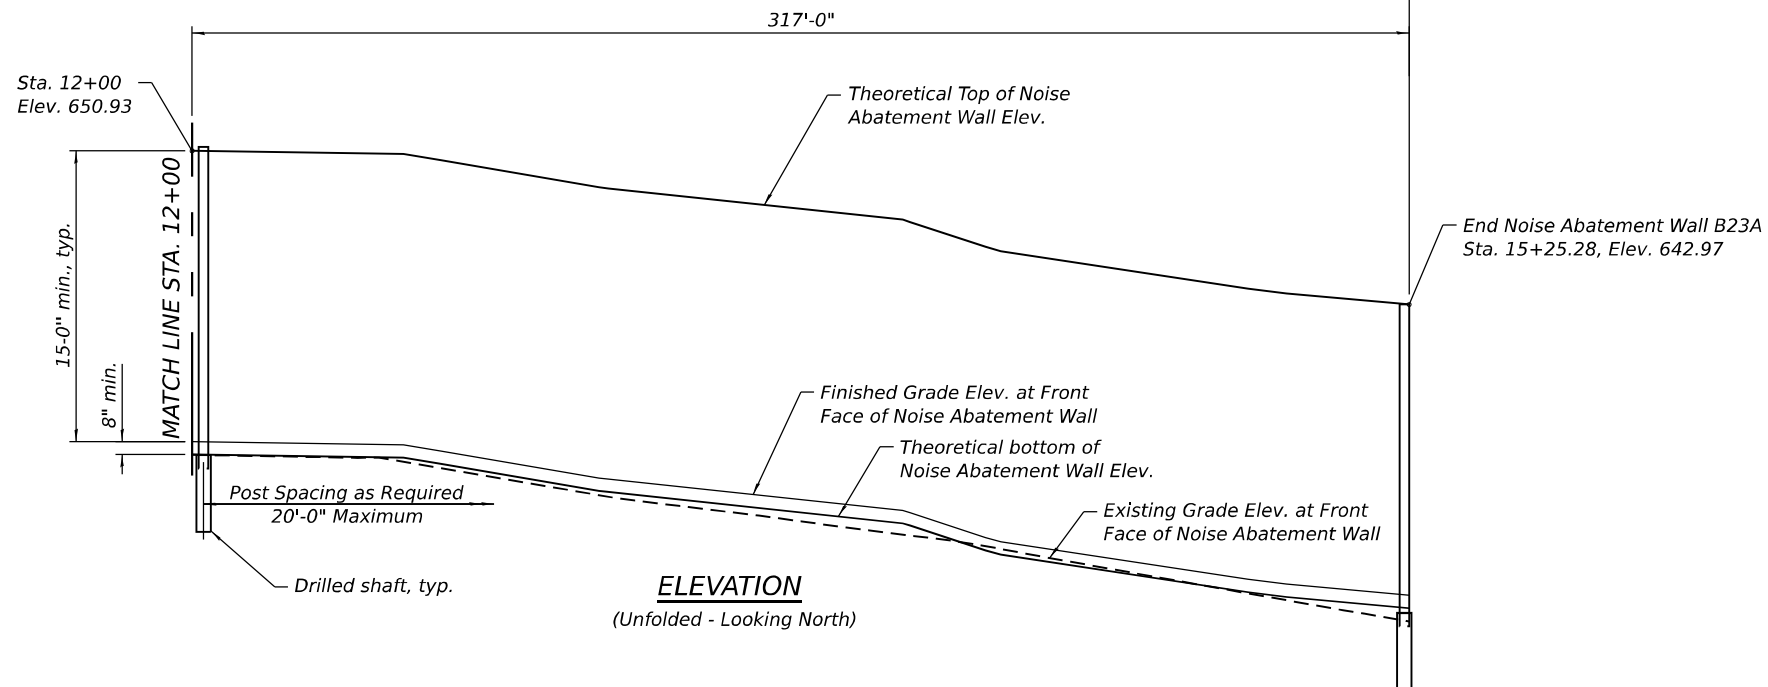 317'-0"
Sta. 12+00
Elev. 650.93
Theoretical Top of Noise
Abatement Wall Elev.
MATCH LINE STA. 12+00
15-0" min., typ.
8" min.
End Noise Abatement Wall B23A
Sta. 15+25.28, Elev. 642.97
Finished Grade Elev. at Front
Face of Noise Abatement Wall
Theoretical bottom of
Noise Abatement Wall Elev.
Post Spacing as Required
20'-0" Maximum
Existing Grade Elev. at Front
Face of Noise Abatement Wall
Drilled shaft, typ.
ELEVATION
(Unfolded - Looking North)